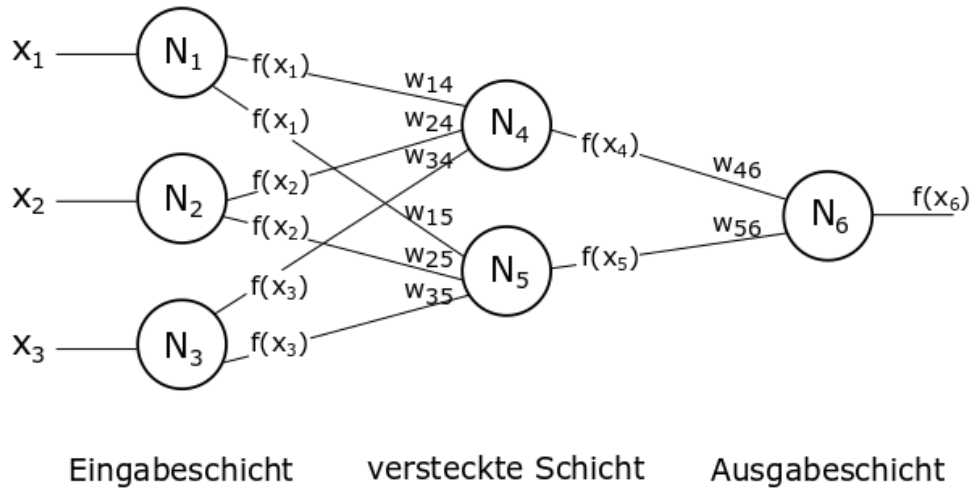 x1
N1
f(x1)
w14
f(x1)
w24
N4
w34
f(x4)
w46
x2
N2
f(x2)
f(x2)
w15
N6
f(x6)
w56
w25
N5
f(x5)
f(x3)
w35
x3
N3
f(x3)
Eingabeschicht versteckte Schicht Ausgabeschicht